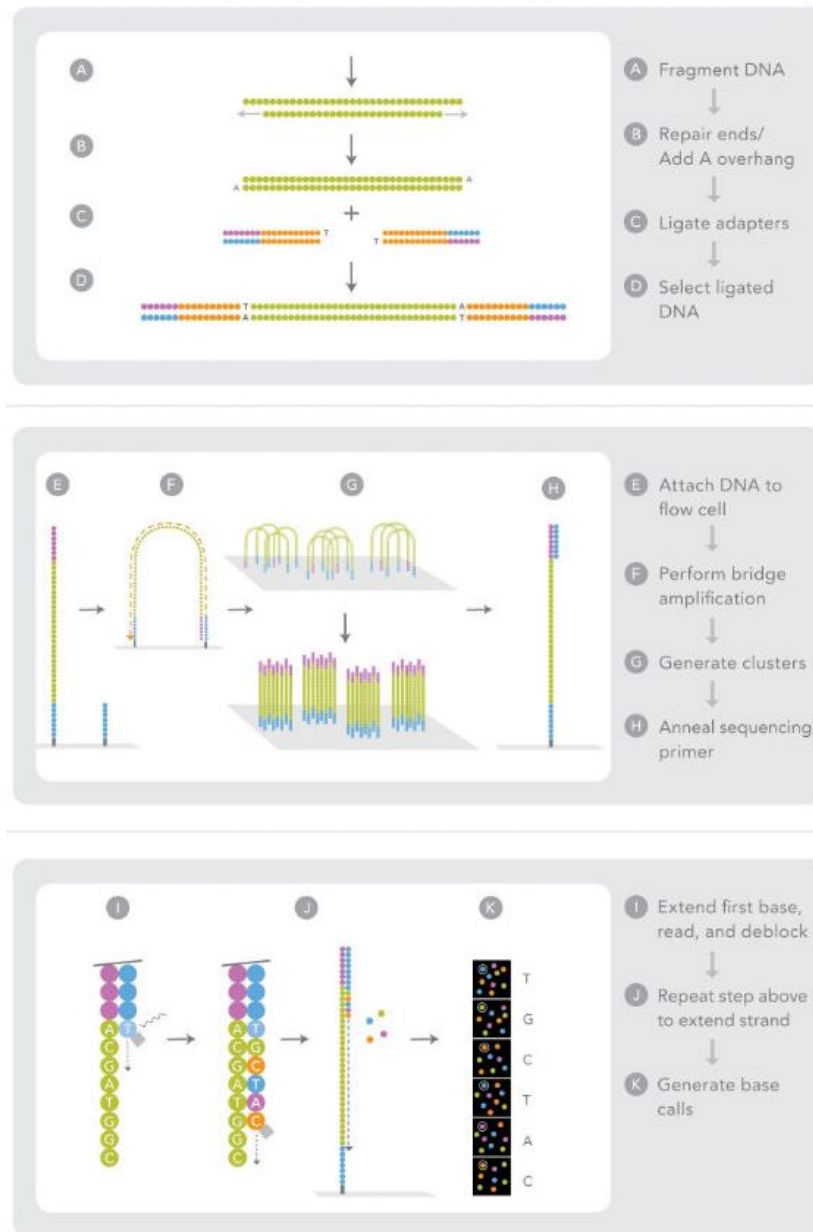 A
A Fragment DNA
B
B Repair ends/
Add A overhang
A
A
C
C Ligate adapters
+
T
T
D
D Select ligated
DNA
T A
A T
E F G H
E Attach DNA to
flow cell
F Perform bridge
amplification
G Generate clusters
H Anneal sequencing
primer
I J K
I Extend first base,
read, and deblock
J Repeat step above
to extend strand
K Generate base
calls
A T
C
G
A
T
G
G
C
A T
C G
G C
A T
T A
G C
G
C
T
G
C
T
A
C